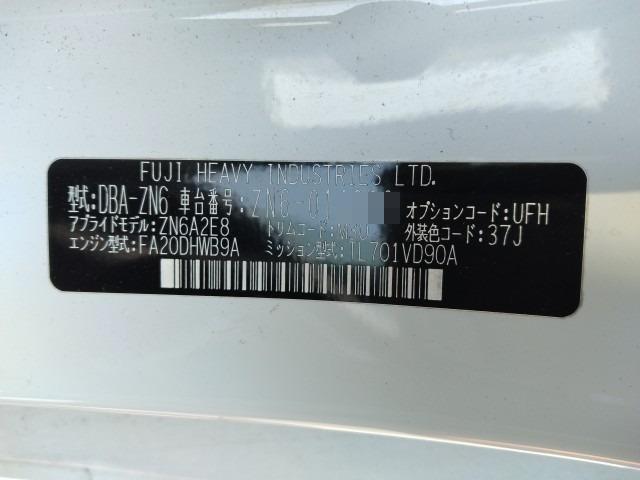 FUJI HEAVY INDUSTRIES LTD.
型式:DBA-ZN6 車台番号:ZN6-01 オプションコード:UFH
アプライドモデル:ZN6A2E8 トリムコード: 外装色コード:37J
エンジン型式:FA20DHWB9A ミッション型式:TL701VD90A